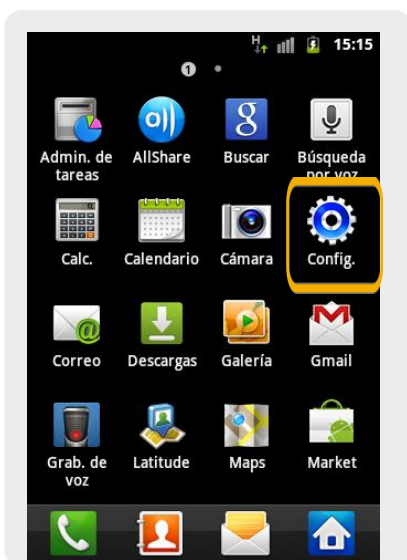 H 15:15
1
Admin. de AllShare Buscar Búsqueda
tareas por voz
Calc. Calendario Cámara Config.
Correo Descargas Galería Gmail
Grab. de Latitude Maps Market
voz